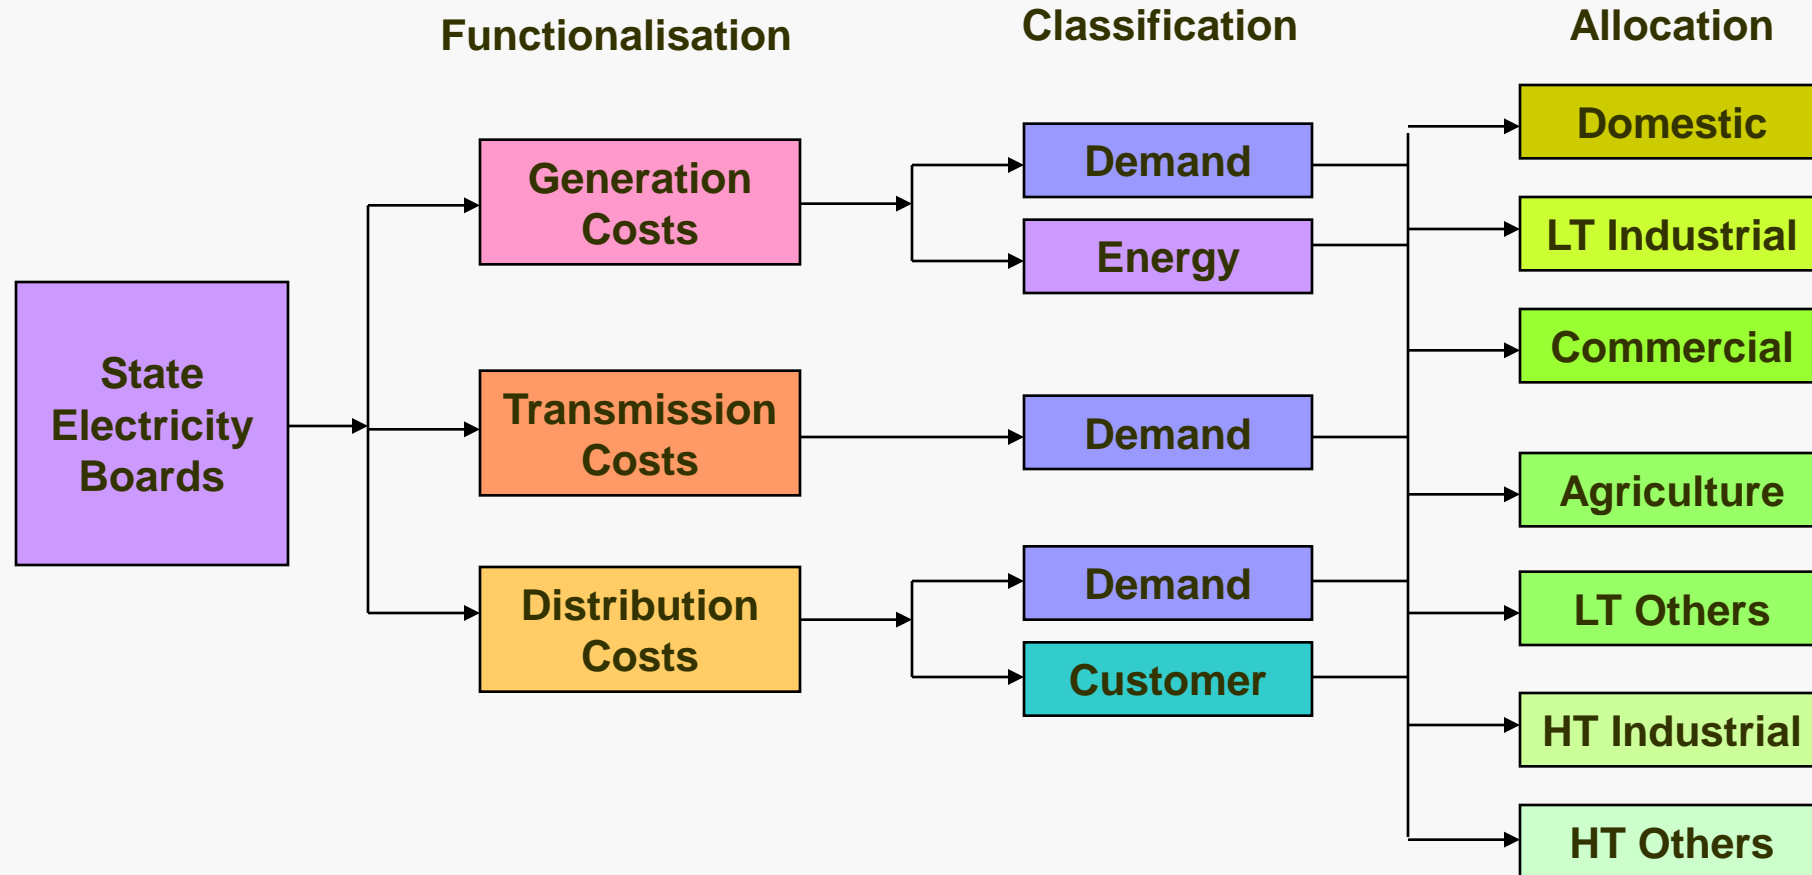 Functionalisation
Classification
Allocation
State
Electricity
Boards
Generation
Costs
Transmission
Costs
Distribution
Costs
Demand
Energy
Demand
Demand
Customer
Domestic
LT Industrial
Commercial
Agriculture
LT Others
HT Industrial
HT Others